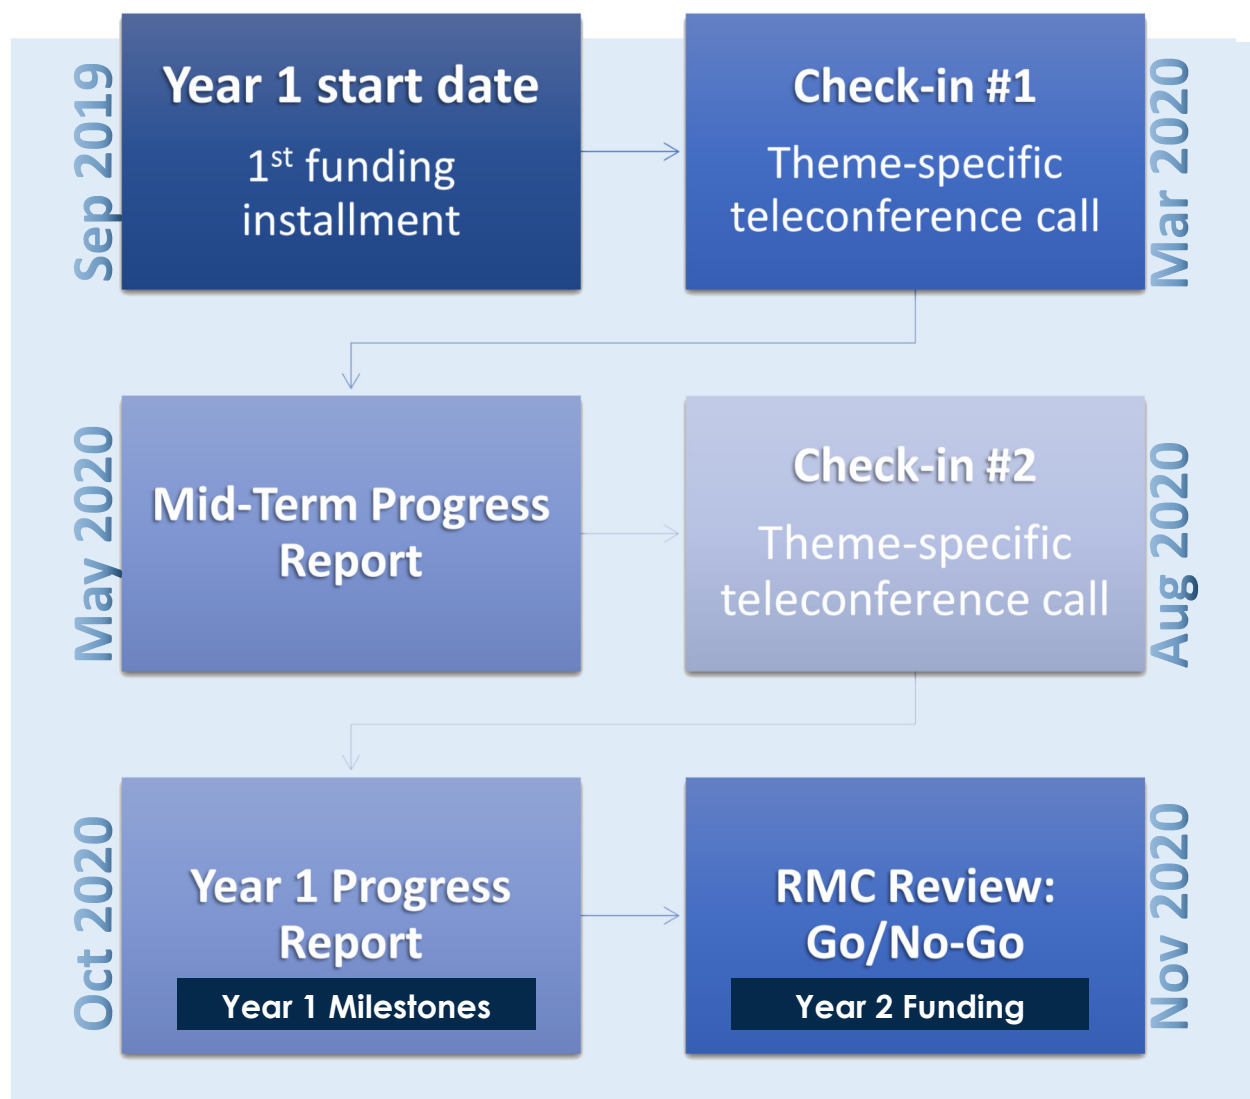 Sep 2019
Year 1 start date
1st funding
installment
Check-in #1
Theme-specific
teleconference call
Mar 2020
May 2020
Mid-Term Progress
Report
Check-in #2
Theme-specific
teleconference call
Aug 2020
Oct 2020
Year 1 Progress
Report
Year 1 Milestones
RMC Review:
Go/No-Go
Year 2 Funding
Nov 2020